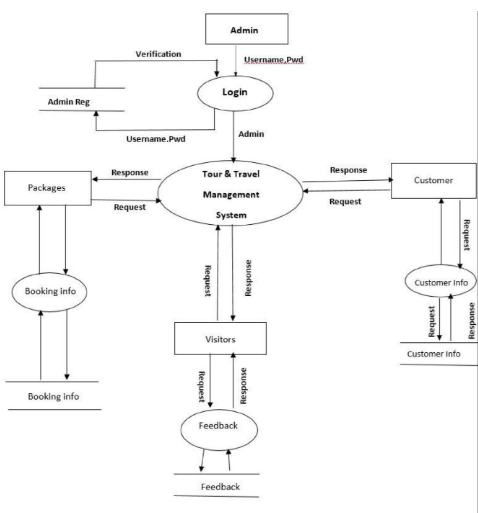 Admin
Verification
Username,Pwd
Login
Admin Reg
Username.Pwd
Admin
Response
Tour & Travel
Management
System
Response
Packages
Customer
Request
Request
Request
Request
Response
Booking info
Customer Info
Request
Response
Visitors
Customer Info
Request
Response
Booking info
Feedback
Feedback